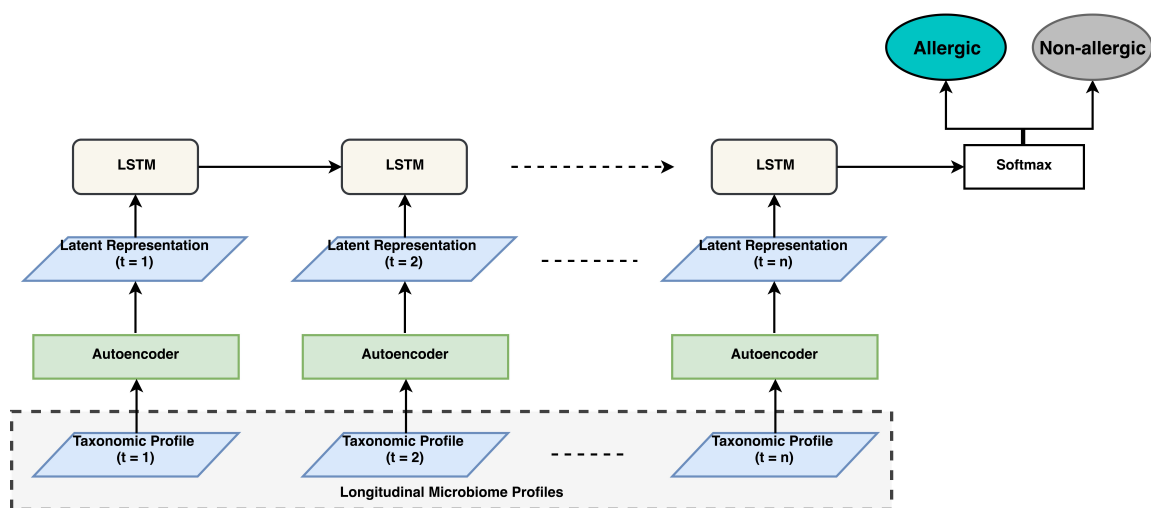 Allergic
Non-allergic
LSTM
LSTM
LSTM
Softmax
Latent Representation
(t = 1)
Latent Representation
(t = 2)
Latent Representation
(t = n)
Autoencoder
Autoencoder
Autoencoder
Taxonomic Profile
(t = 1)
Taxonomic Profile
(t = 2)
Taxonomic Profile
(t = n)
Longitudinal Microbiome Profiles